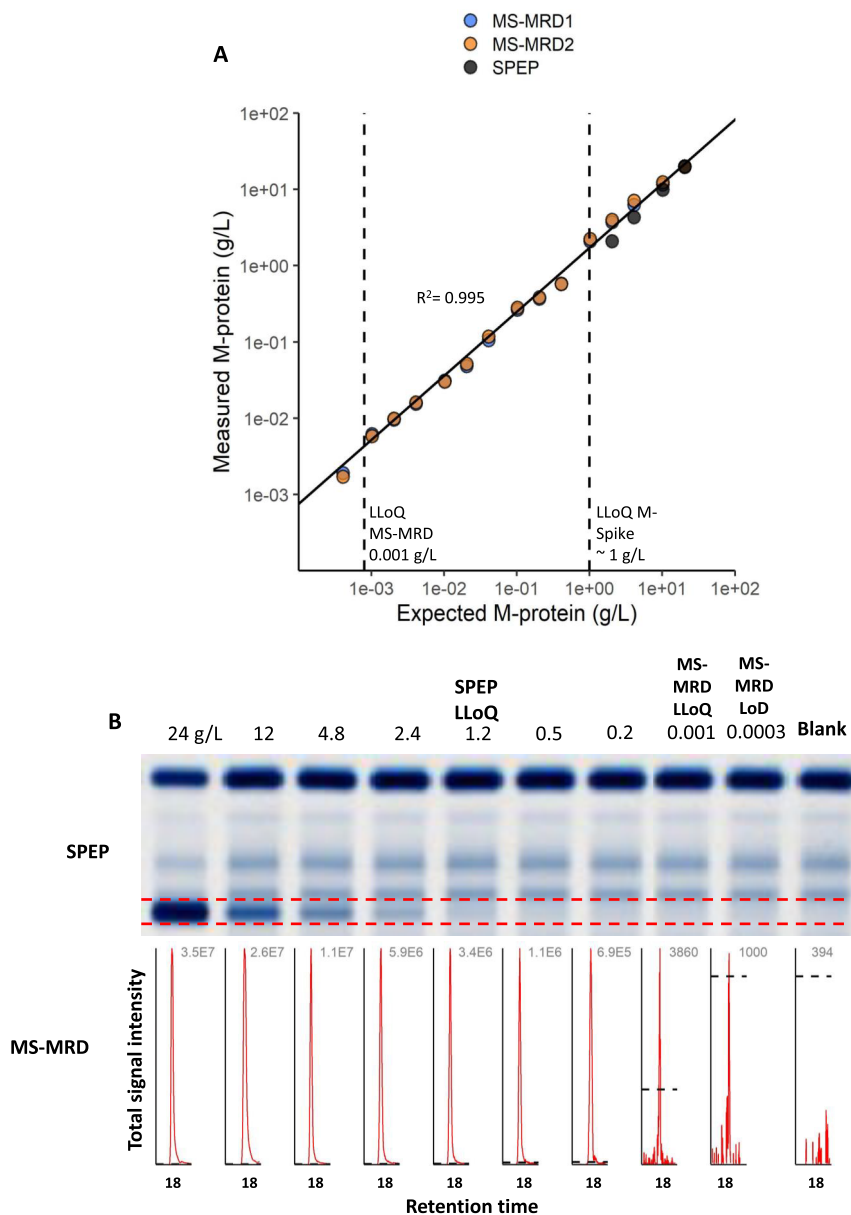 MS-MRD1
MS-MRD2
SPEP
A
1e+02
1e+01
1e+00
1e-01
1e-02
1e-03
Measured M-protein (g/L)
R2= 0.995
LLoQ
MS-MRD
0.001 g/L
LLoQ M-
Spike
~ 1 g/L
1e-03 1e-02 1e-01 1e+00 1e+01 1e+02
Expected M-protein (g/L)
B
SPEP
LLoQ
MS-
MRD
LLoQ
MS-
MRD
LoD
24 g/L 12 4.8 2.4 1.2 0.5 0.2 0.001 0.0003 Blank
SPEP
MS-MRD
Total signal intensity
3.5E7 2.6E7 1.1E7 5.9E6 3.4E6 1.1E6 6.9E5 3860 1000 394
18 18 18 18 18 18 18 18 18 18
Retention time